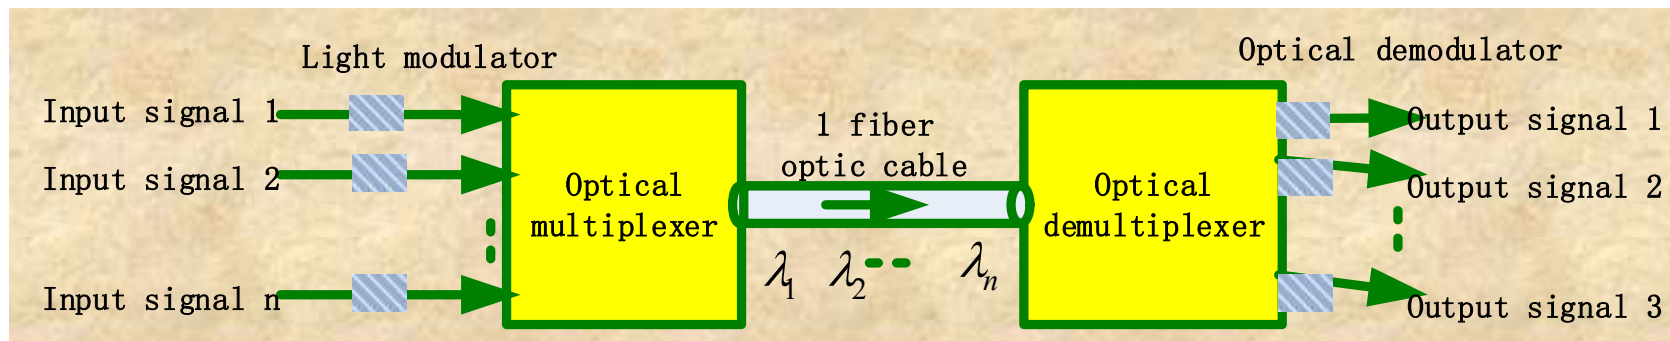 Light modulator
Optical demodulator
Input signal 1
Input signal 2
Input signal n
Optical
multiplexer
1 fiber
optic cable
λ1 λ2 λn
Optical
demultiplexer
Output signal 1
Output signal 2
Output signal 3